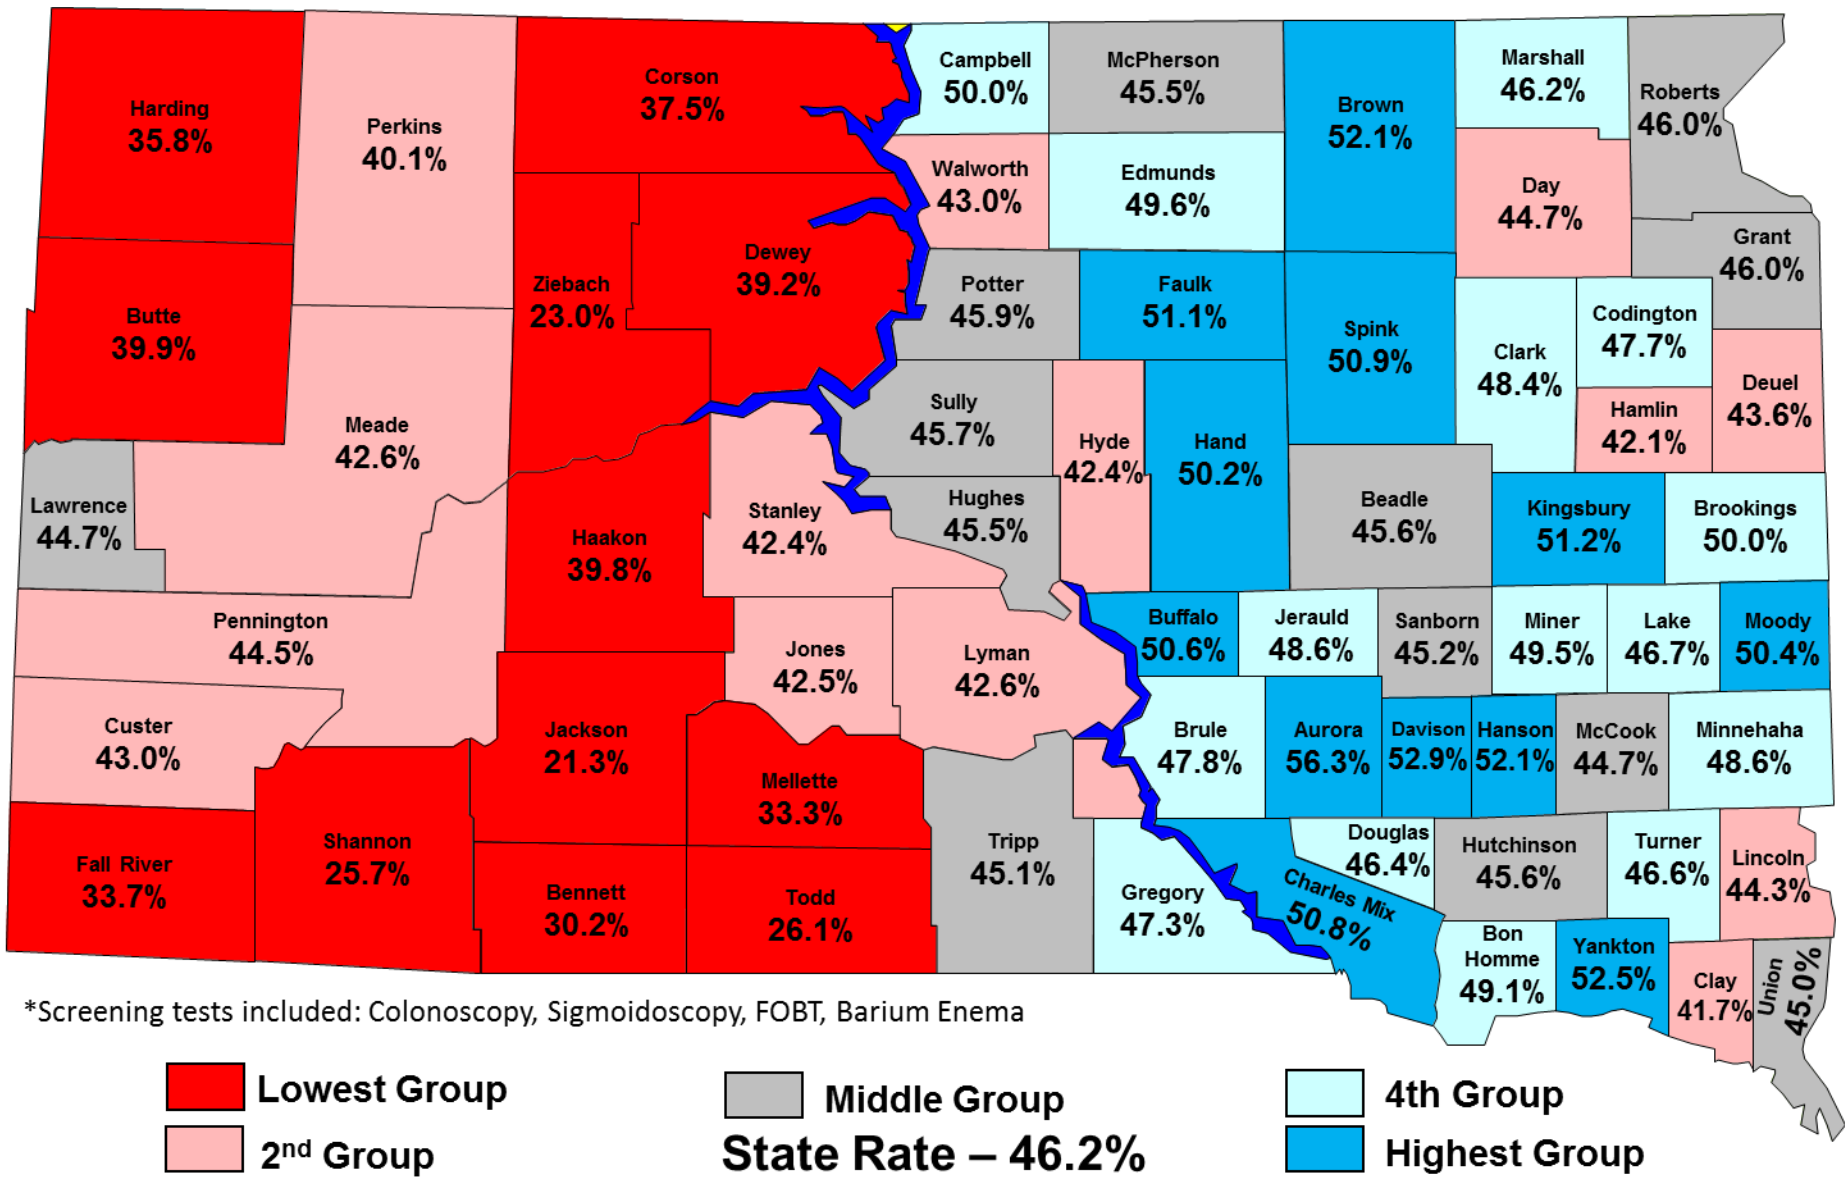 Harding
35.8%
Perkins
40.1%
Corson
37.5%
Campbell
50.0%
McPherson
45.5%
Brown
52.1%
Marshall
46.2%
Roberts
46.0%
Walworth
43.0%
Edmunds
49.6%
Day
44.7%
Grant
46.0%
Butte
39.9%
Ziebach
23.0%
Dewey
39.2%
Potter
45.9%
Faulk
51.1%
Spink
50.9%
Clark
48.4%
Codington
47.7%
Deuel
43.6%
Hamlin
42.1%
Meade
42.6%
Sully
45.7%
Hyde
42.4%
Hand
50.2%
Lawrence
44.7%
Haakon
39.8%
Stanley
42.4%
Hughes
45.5%
Beadle
45.6%
Kingsbury
51.2%
Brookings
50.0%
Pennington
44.5%
Jones
42.5%
Lyman
42.6%
Buffalo
50.6%
Jerauld
48.6%
Sanborn
45.2%
Miner
49.5%
Lake
46.7%
Moody
50.4%
Custer
43.0%
Jackson
21.3%
Mellette
33.3%
Brule
47.8%
Aurora
56.3%
Davison
52.9%
Hanson
52.1%
McCook
44.7%
Minnehaha
48.6%
Fall River
33.7%
Shannon
25.7%
Bennett
30.2%
Todd
26.1%
Tripp
45.1%
Gregory
47.3%
Charles Mix
50.8%
Douglas
46.4%
Hutchinson
45.6%
Turner
46.6%
Lincoln
44.3%
Bon
Homme
49.1%
Yankton
52.5%
Clay
41.7%
Union
45.0%
*Screening tests included: Colonoscopy, Sigmoidoscopy, FOBT, Barium Enema
Lowest Group
2nd Group
Middle Group
State Rate – 46.2%
4th Group
Highest Group